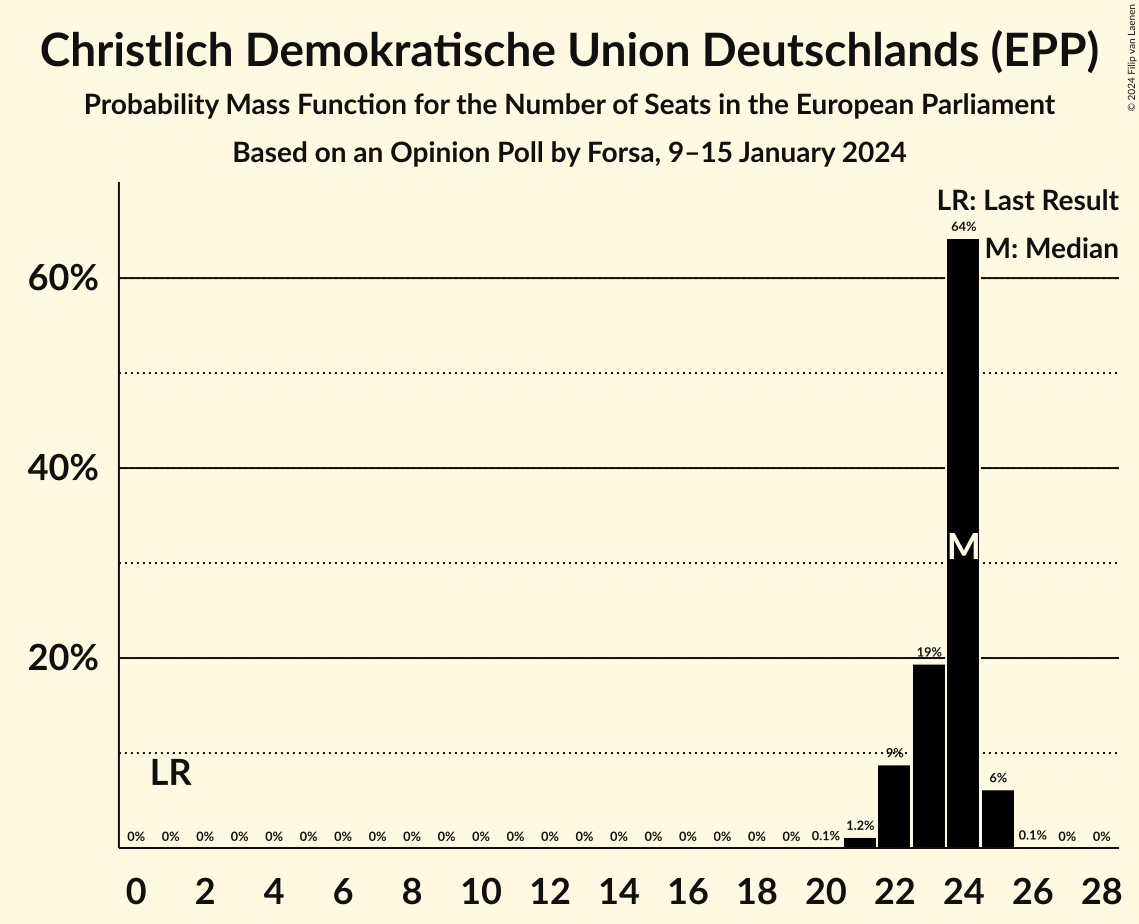 Christlich Demokratische Union Deutschlands (EPP)
Probability Mass Function for the Number of Seats in the European Parliament
Based on an Opinion Poll by Forsa, 9–15 January 2024
© 2024 Filip van Laenen
LR: Last Result
M: Median
60%
40%
20%
LR
M
0% 0% 0% 0% 0% 0% 0% 0% 0% 0% 0% 0% 0% 0% 0% 0% 0% 0% 0% 0% 0.1% 1.2% 9% 19% 64% 6% 0.1% 0% 0%
0 2 4 6 8 10 12 14 16 18 20 22 24 26 28